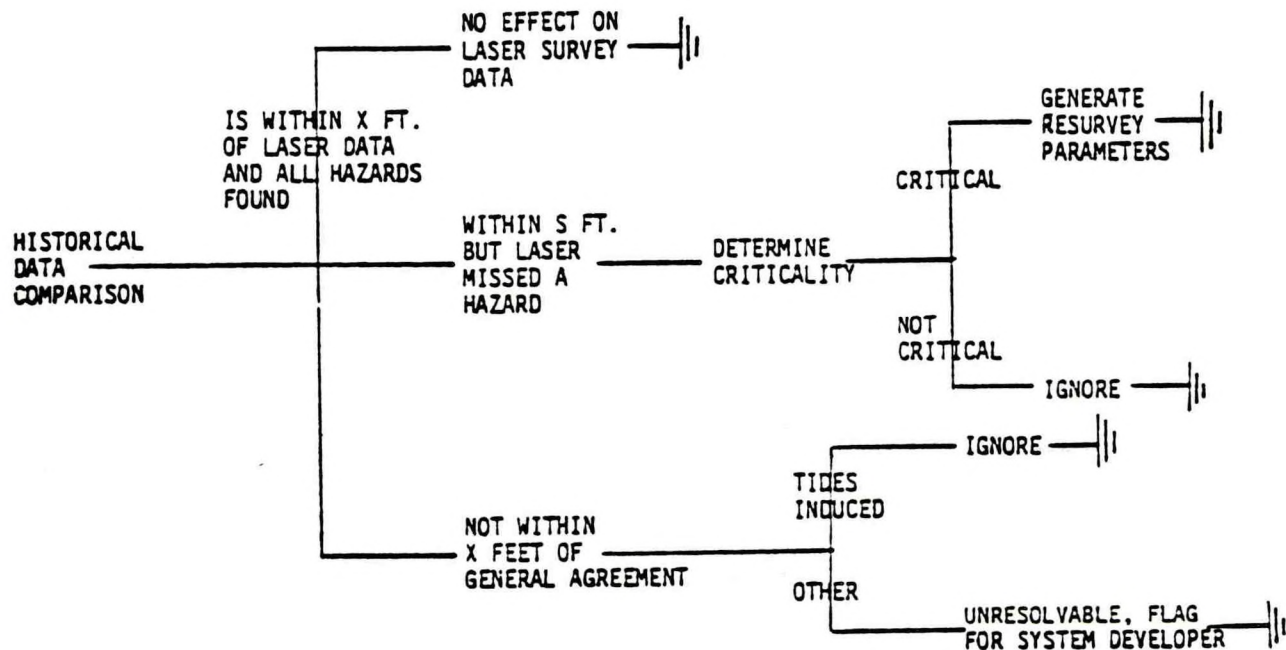 NO EFFECT ON
LASER SURVEY
DATA
IS WITHIN X FT.
OF LASER DATA
AND ALL HAZARDS
FOUND
GENERATE
RESURVEY
PARAMETERS
CRITICAL
HISTORICAL
DATA
COMPARISON
WITHIN S FT.
BUT LASER
MISSED A
HAZARD
DETERMINE
CRITICALITY
NOT
CRITICAL
IGNORE
IGNORE
TIDES
INDUCED
NOT WITHIN
X FEET OF
GENERAL AGREEMENT
OTHER
UNRESOLVABLE, FLAG
FOR SYSTEM DEVELOPER